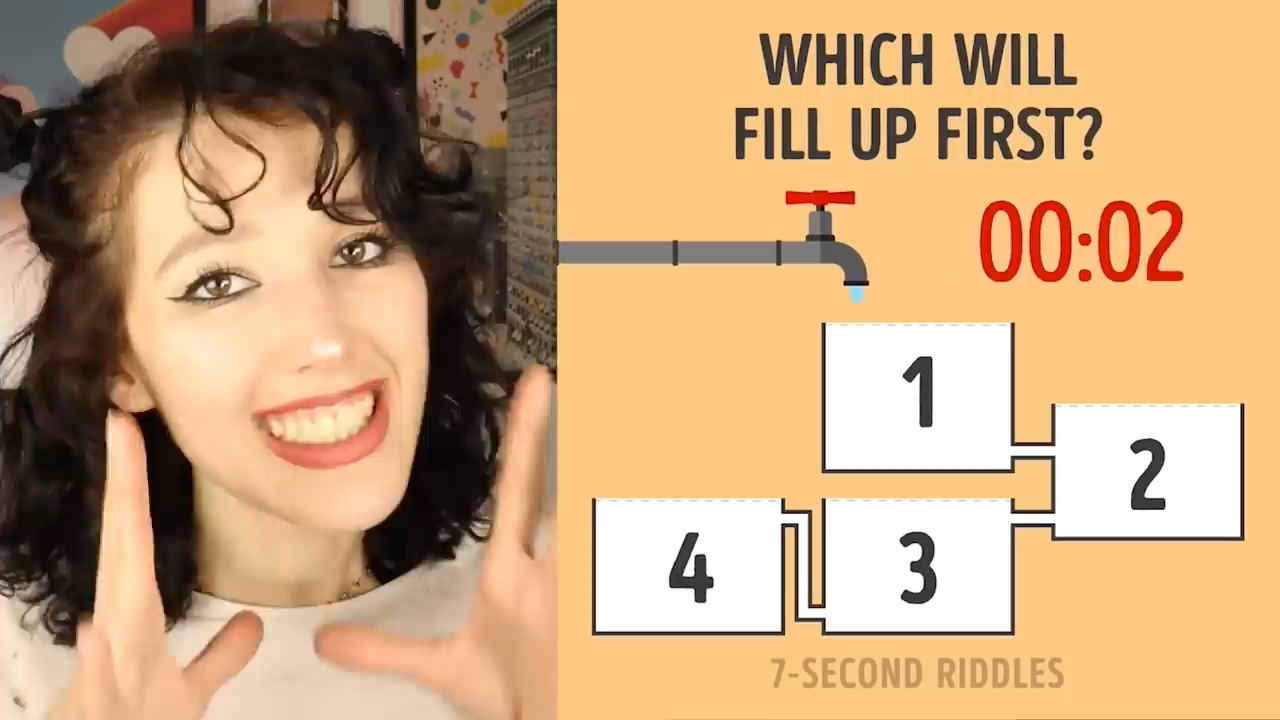 WHICH WILL
FILL UP FIRST?
00:02
1
2
4
3
7-SECOND RIDDLES